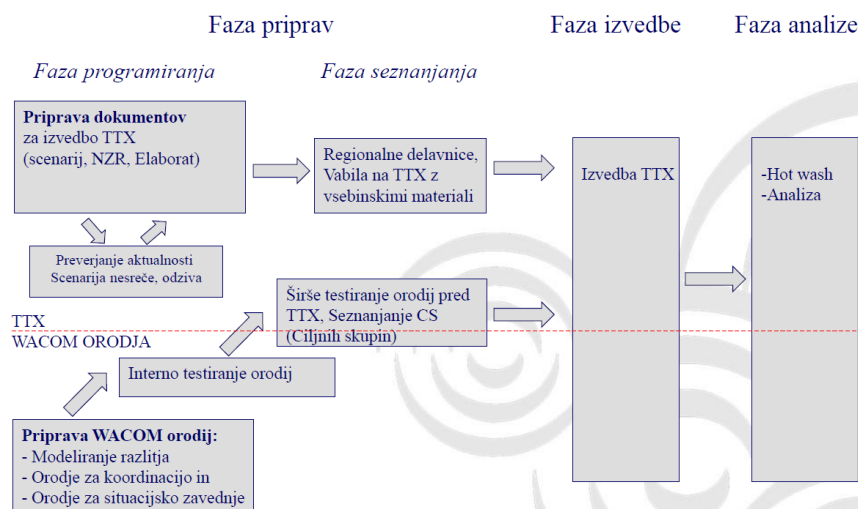 Faza priprav
Faza izvedbe
Faza analize
Faza programiranja
Faza seznanjanja
Priprava dokumentov
za izvedbo TTX
(scenarij, NZR, Elaborat)
Regionalne delavnice,
Vabila na TTX z
vsebinskimi materiali
Izvedba TTX
-Hot wash
-Analiza
Preverjanje aktualnosti
Scenarija nesreče, odziva
Širše testiranje orodij pred
TTX, Seznanjanje CS
(Ciljnih skupin)
TTX
WACOM ORODJA
Interno testiranje orodij
Priprava WACOM orodij:
- Modeliranje razlitja
- Orodje za koordinacijo in
- Orodje za situacijsko zavednje